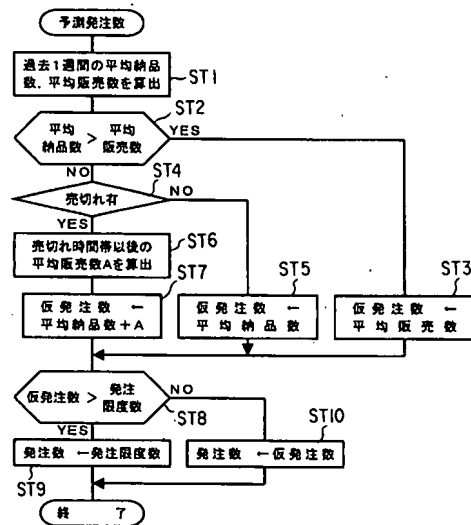 予測発注数
過去1週間の平均納品
数,平均販売数を算出
ST1
ST2
平均
納品数
>
平均
販売数
YES
NO
ST4
売切れ有
NO
YES
売切れ時間帯以後の
平均販売数Aを算出
ST6
ST7
仮発注数 ←
平均納品数+A
ST5
仮発注数 ←
平均納品数
ST3
仮発注数 ←
平均販売数
仮発注数 >
発注
限度数
NO
ST8
YES
発注数 ←発注限度数
ST9
ST10
発注数 ←仮発注数
終 了